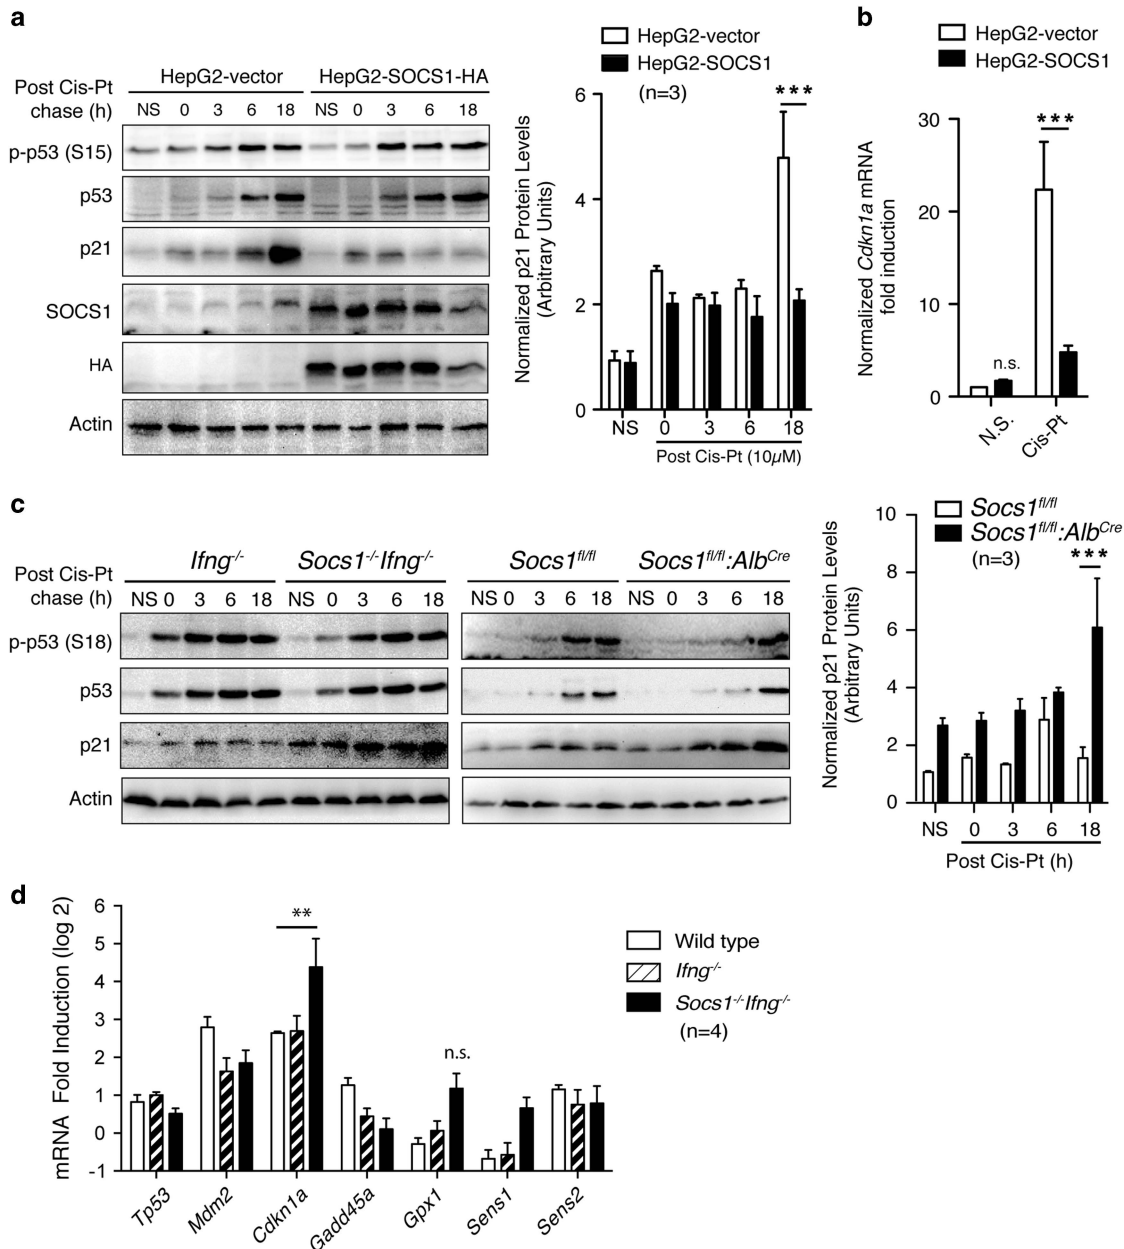 a
HepG2-vector HepG2-SOCS1-HA
Post Cis-Pt
chase (h) NS 0 3 6 18 NS 0 3 6 18
p-p53 (S15)
p53
p21
SOCS1
HA
Actin
HepG2-vector
HepG2-SOCS1
(n=3)
***
Normalized p21 Protein Levels
(Arbitrary Units)
6
4
2
0
NS 0 3 6 18
Post Cis-Pt (10µM)
b
HepG2-vector
HepG2-SOCS1
***
Normalized Cdkn1a mRNA
fold induction
30
20
10
0
n.s.
N.S. Cis-Pt
c
Ifng-/- Socs1-/-Ifng-/- Socs1fl/fl Socs1fl/fl:AlbCre
Post Cis-Pt
chase (h) NS 0 3 6 18 NS 0 3 6 18 NS 0 3 6 18 NS 0 3 6 18
p-p53 (S18)
p53
p21
Actin
Socs1fl/fl
Socs1fl/fl:AlbCre
(n=3)
***
Normalized p21 Protein Levels
(Arbitrary Units)
10
8
6
4
2
0
NS 0 3 6 18
Post Cis-Pt (h)
d
mRNA Fold Induction (log 2)
6
5
4
3
2
1
0
-1
**
n.s.
Tp53 Mdm2 Cdkn1a Gadd45a Gpx1 Sens1 Sens2
Wild type
Ifng-/-
Socs1-/-Ifng-/-
(n=4)